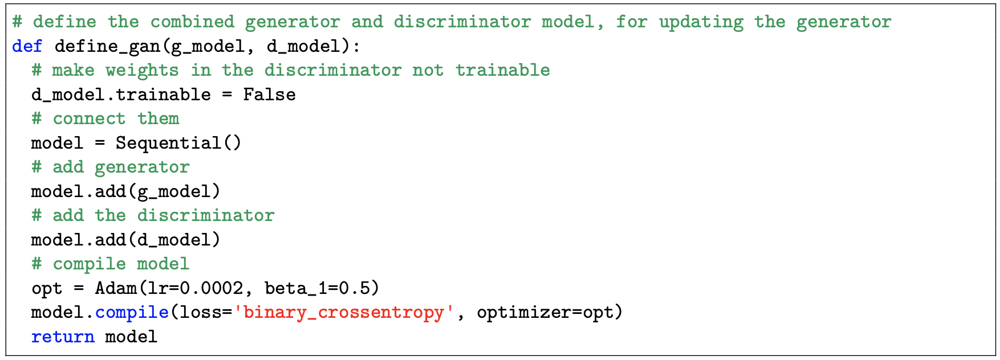 # define the combined generator and discriminator model, for updating the generator
def define_gan(g_model, d_model):
  # make weights in the discriminator not trainable
  d_model.trainable = False
  # connect them
  model = Sequential()
  # add generator
  model.add(g_model)
  # add the discriminator
  model.add(d_model)
  # compile model
  opt = Adam(lr=0.0002, beta_1=0.5)
  model.compile(loss='binary_crossentropy', optimizer=opt)
  return model